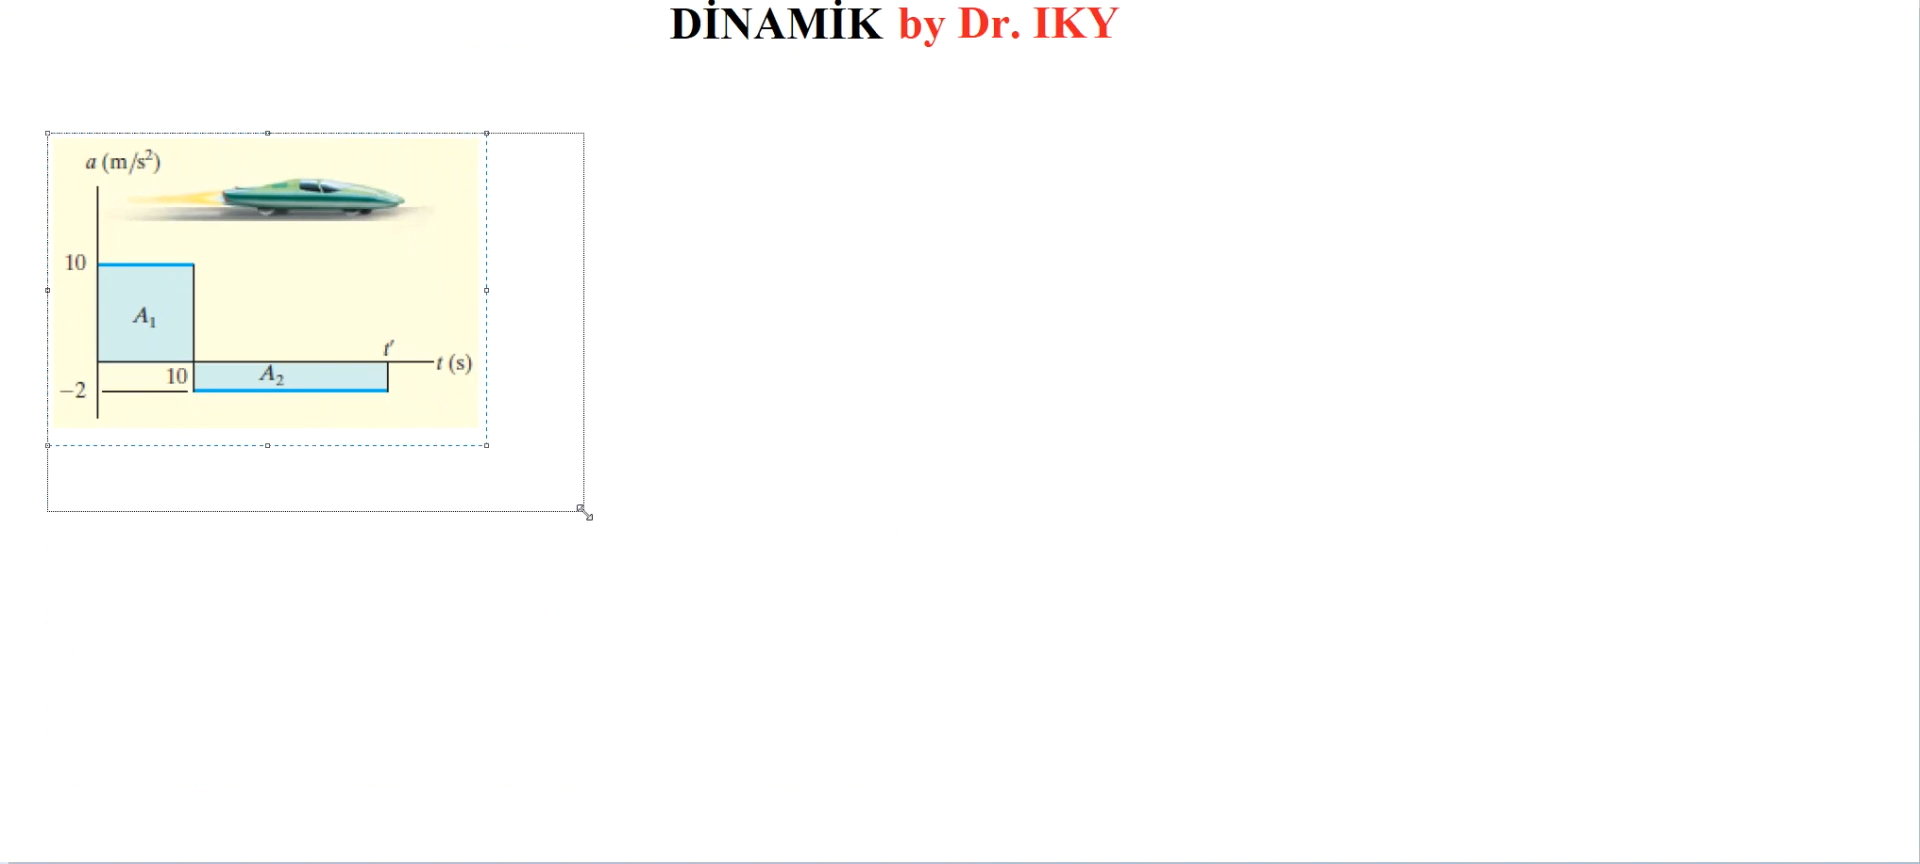 DİNAMİK by Dr. IKY
a (m/s²)
10
A₁
t′
t (s)
10
A₂
−2